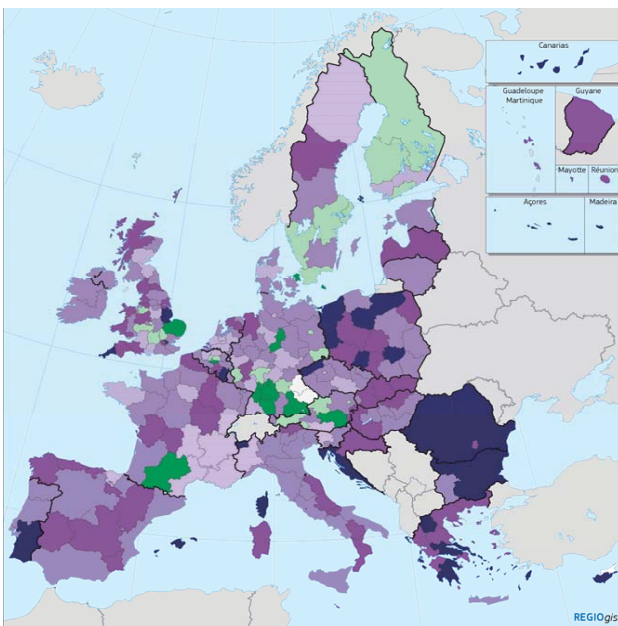 Canarias
Guadeloupe
Martinique
Guyane
Mayotte
Réunion
Açores
Madeira
REGIOgis